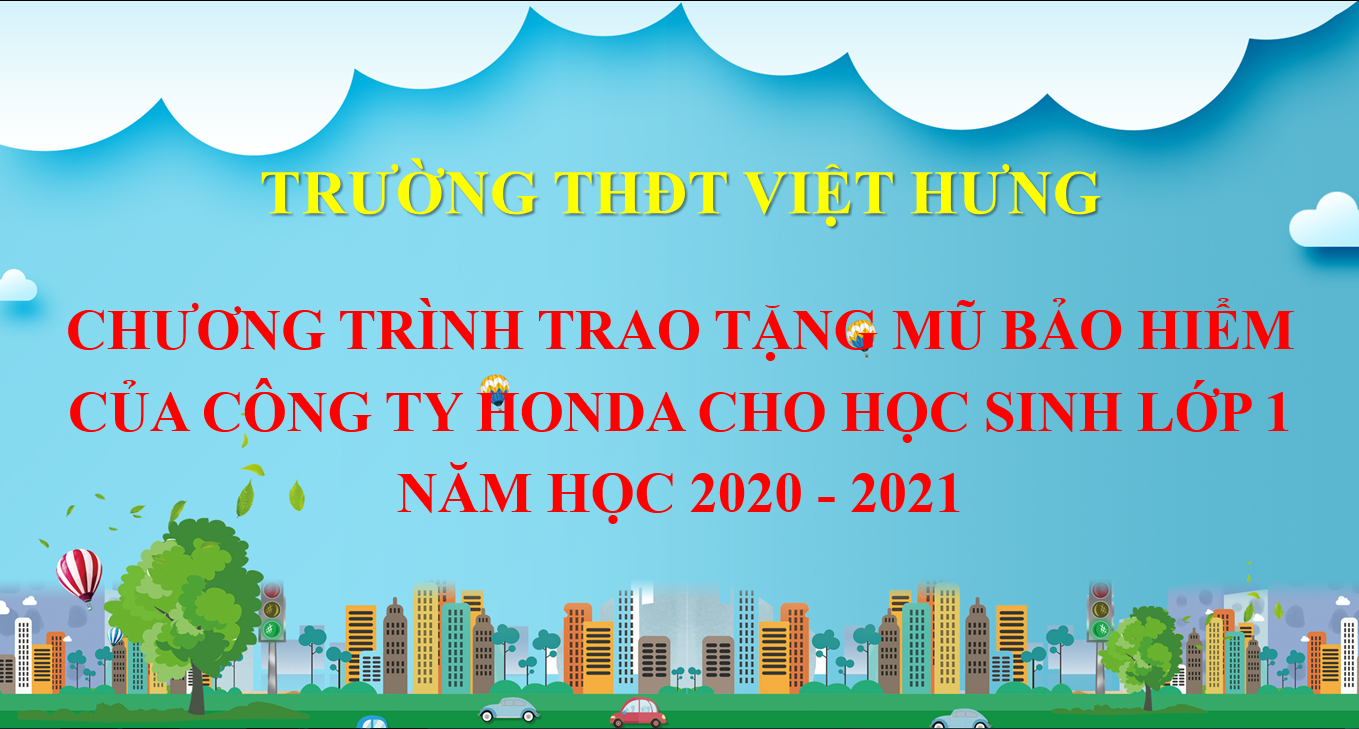 TRƯỜNG THĐT VIỆT HƯNG
CHƯƠNG TRÌNH TRAO TẶNG MŨ BẢO HIỂM
CỦA CÔNG TY HONDA CHO HỌC SINH LỚP 1
NĂM HỌC 2020 - 2021